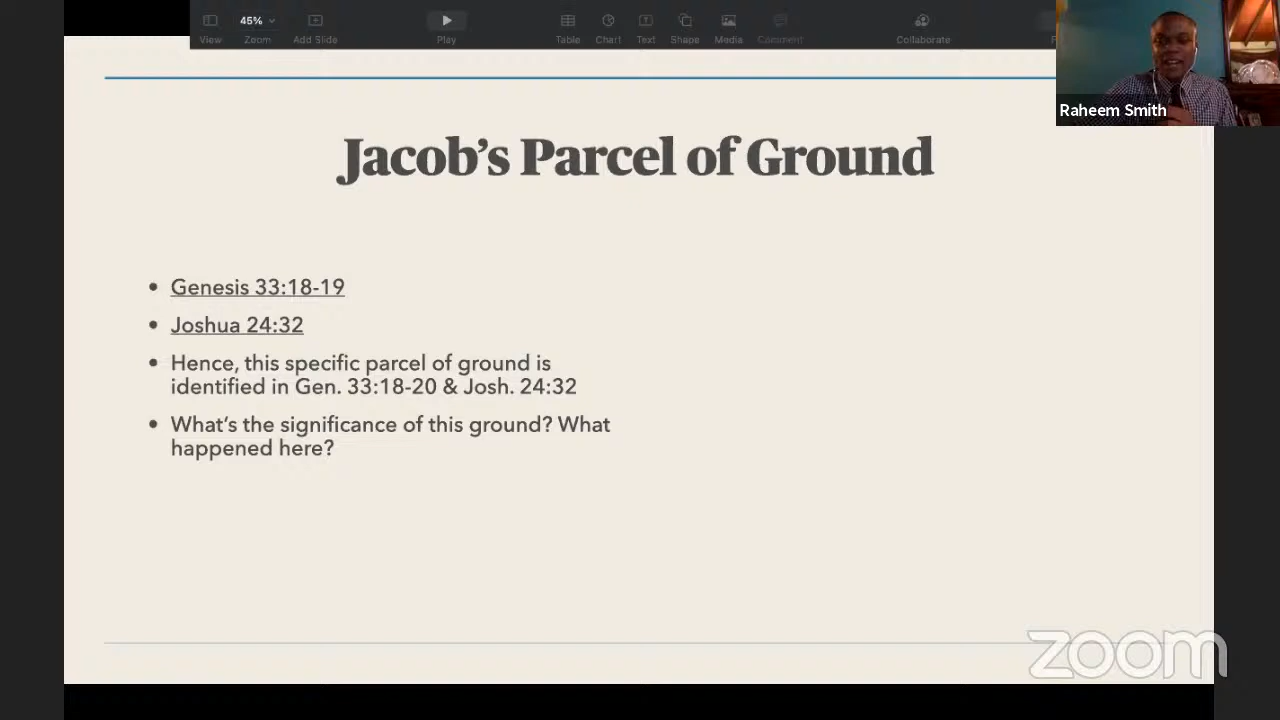 45%
View
Zoom
Add Slide
Play
Table
Chart
Text
Shape
Media
Comment
Collaborate
Raheem Smith
Jacob’s Parcel of Ground
• Genesis 33:18-19
• Joshua 24:32
• Hence, this specific parcel of ground is
identified in Gen. 33:18-20 & Josh. 24:32
• What’s the significance of this ground? What
happened here?
zoom